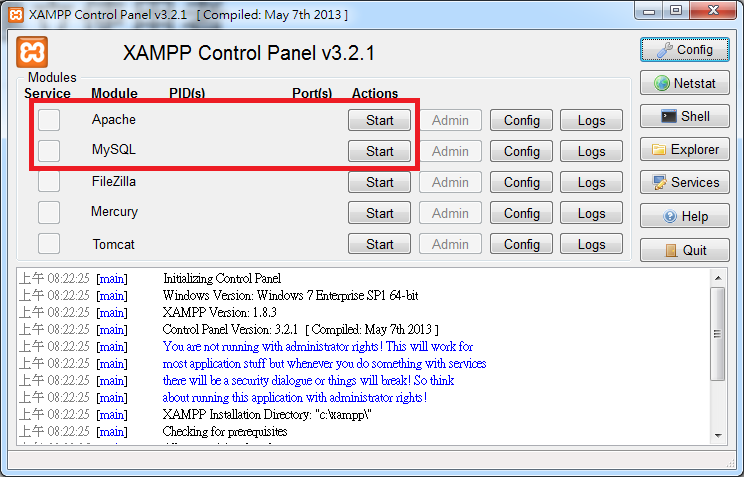 XAMPP Control Panel v3.2.1 [ Compiled: May 7th 2013 ]
XAMPP Control Panel v3.2.1
Config
Modules
Service Module PID(s) Port(s) Actions
Netstat
Apache Start Admin Config Logs
Shell
MySQL Start Admin Config Logs
Explorer
FileZilla Start Admin Config Logs
Services
Mercury Start Admin Config Logs
Help
Tomcat Start Admin Config Logs
Quit
上午 08:22:25 [main] Initializing Control Panel
上午 08:22:25 [main] Windows Version: Windows 7 Enterprise SP1 64-bit
上午 08:22:25 [main] XAMPP Version: 1.8.3
上午 08:22:25 [main] Control Panel Version: 3.2.1 [ Compiled: May 7th 2013 ]
上午 08:22:25 [main] You are not running with administrator rights! This will work for
上午 08:22:25 [main] most application stuff but whenever you do something with services
上午 08:22:25 [main] there will be a security dialogue or things will break! So think
上午 08:22:25 [main] about running this application with administrator rights!
上午 08:22:25 [main] XAMPP Installation Directory: "c:\xampp\"
上午 08:22:25 [main] Checking for prerequisites